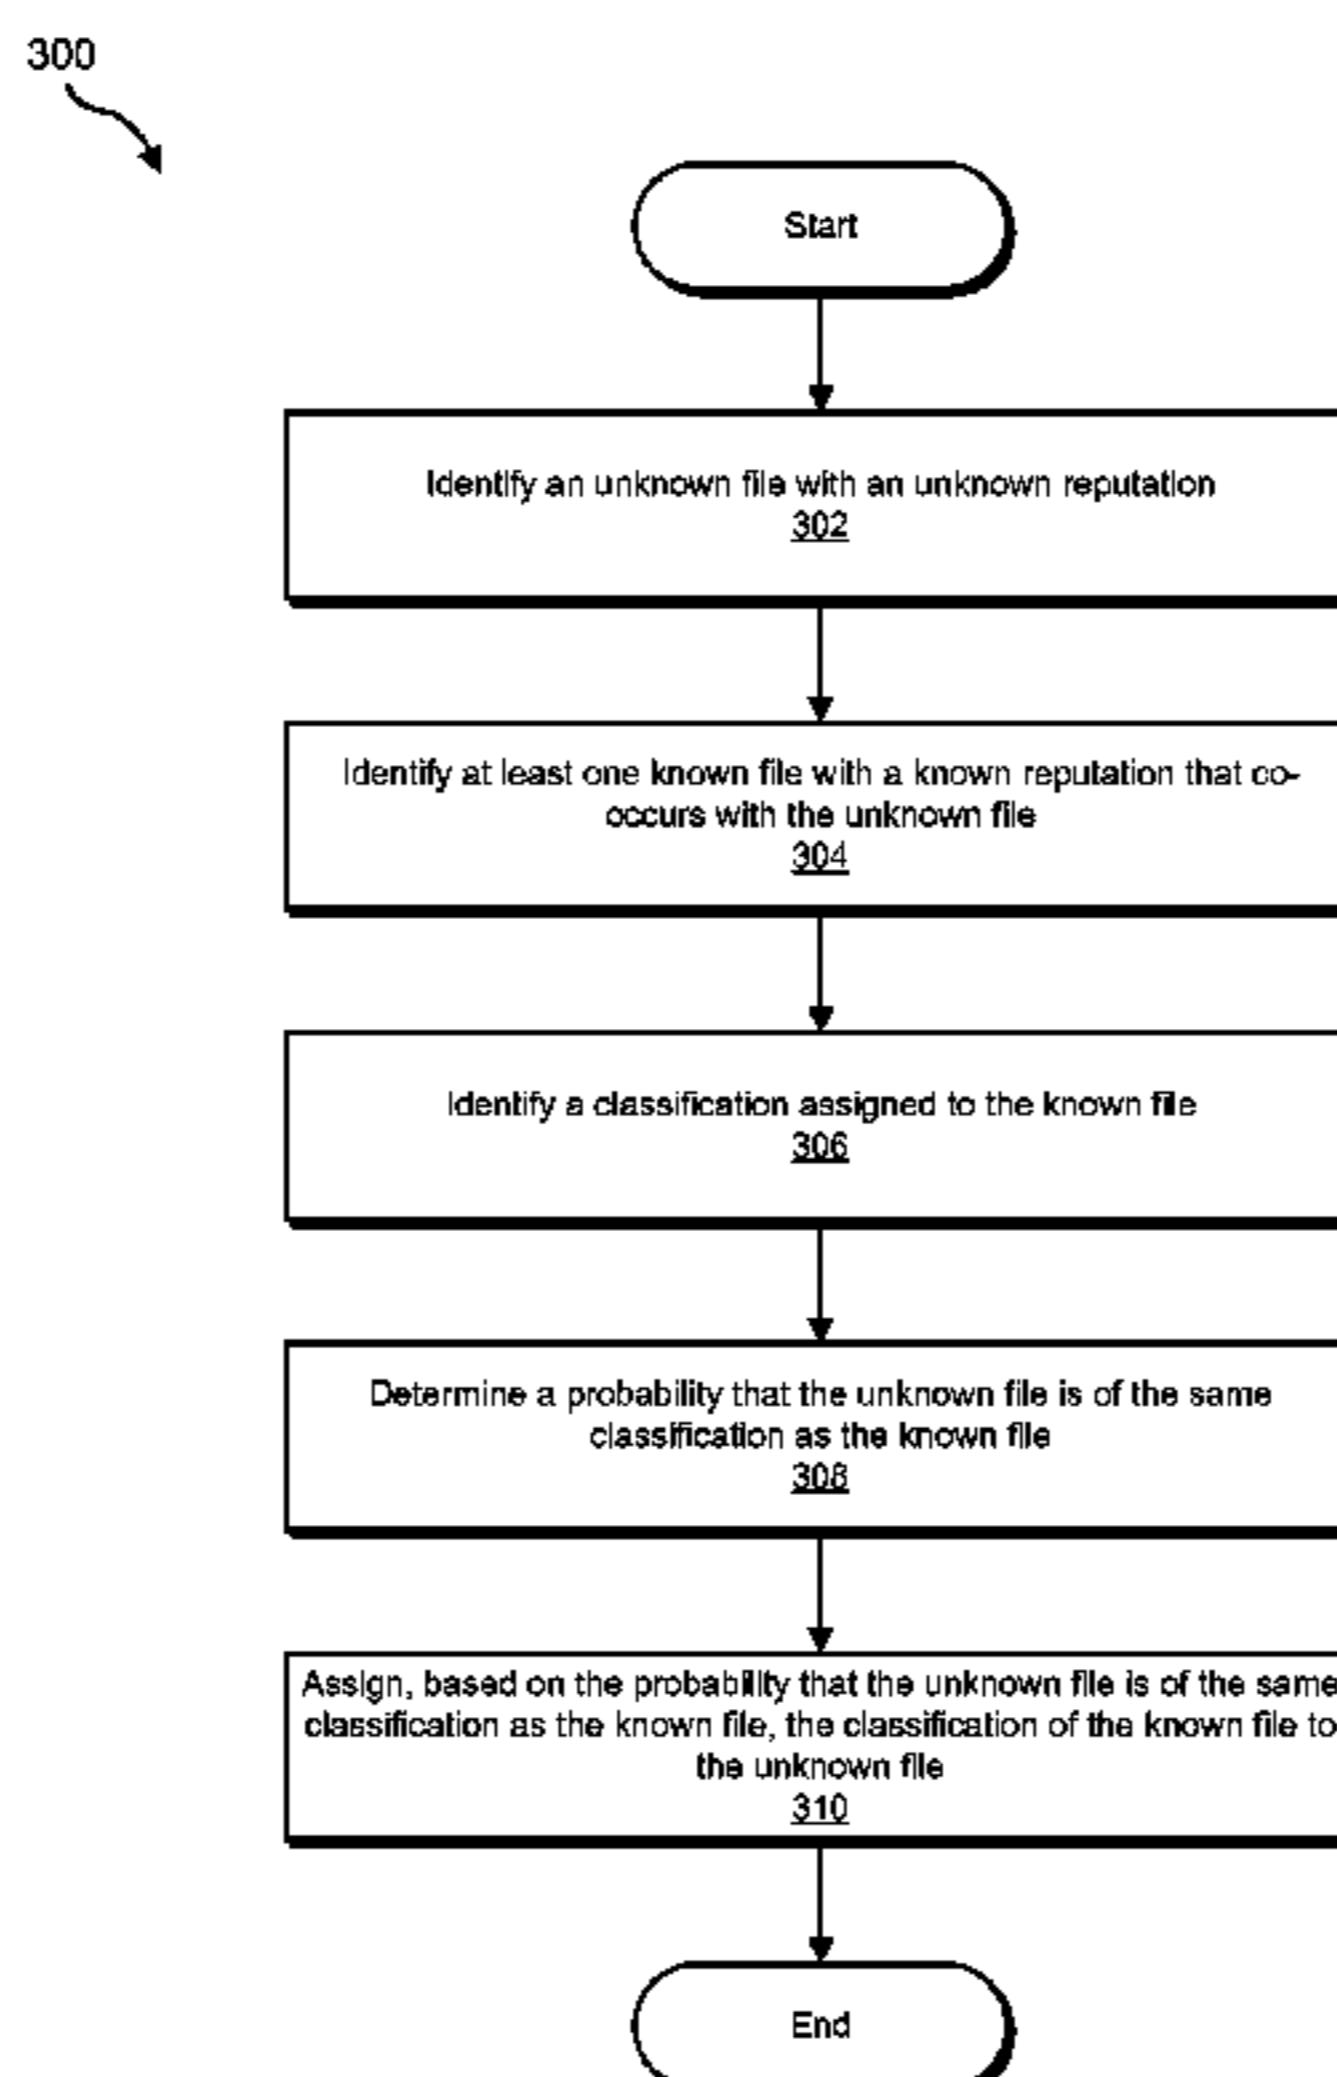 300
Start
Identify an unknown file with an unknown reputation
302
Identify at least one known file with a known reputation that co-
occurs with the unknown file
304
Identify a classification assigned to the known file
306
Determine a probability that the unknown file is of the same
classification as the known file
308
Assign, based on the probability that the unknown file is of the same
classification as the known file, the classification of the known file to
the unknown file
310
End